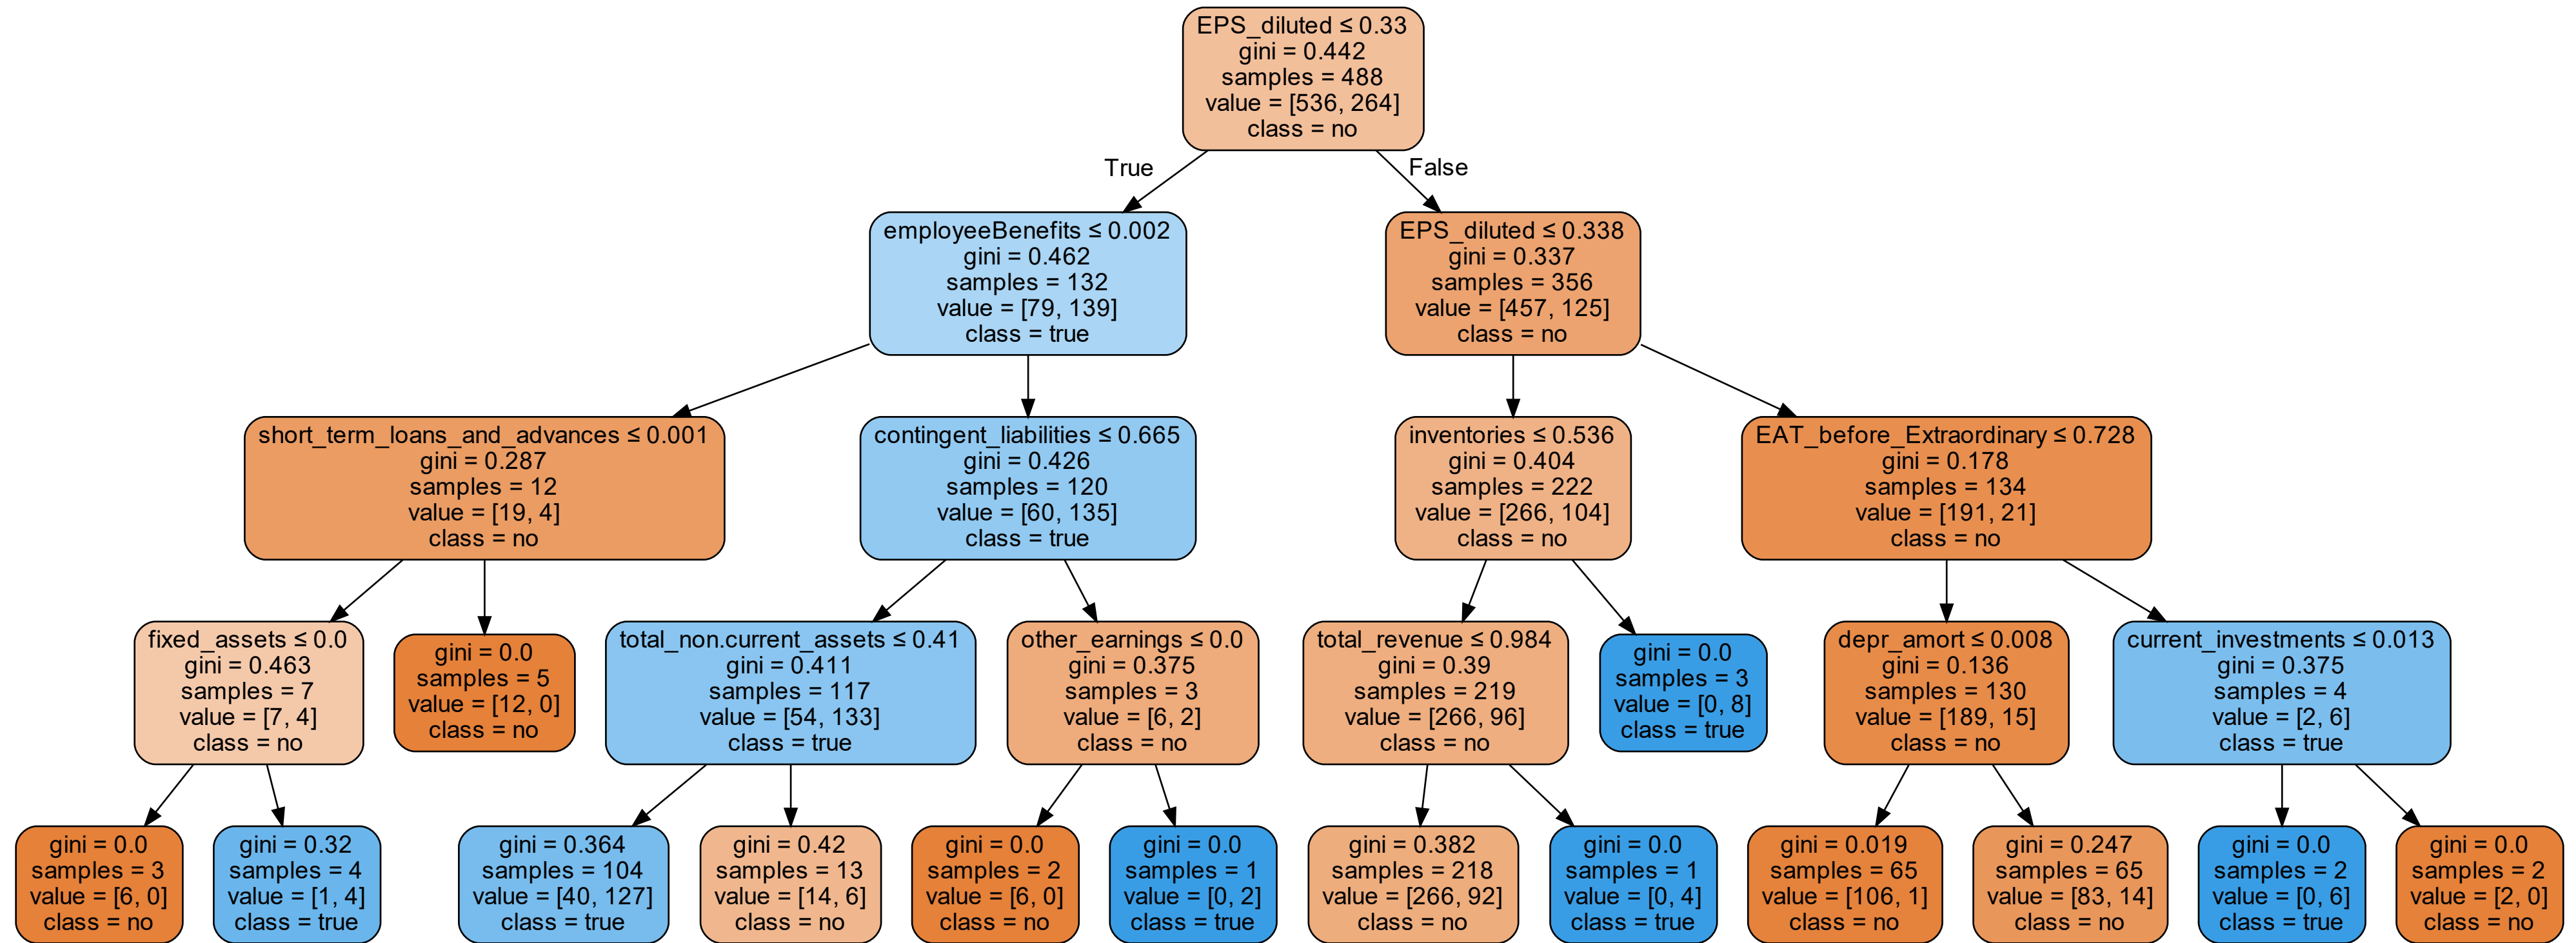 EPS_diluted ≤ 0.33
gini = 0.442
samples = 488
value = [536, 264]
class = no
True
False
employeeBenefits ≤ 0.002
gini = 0.462
samples = 132
value = [79, 139]
class = true
EPS_diluted ≤ 0.338
gini = 0.337
samples = 356
value = [457, 125]
class = no
short_term_loans_and_advances ≤ 0.001
gini = 0.287
samples = 12
value = [19, 4]
class = no
contingent_liabilities ≤ 0.665
gini = 0.426
samples = 120
value = [60, 135]
class = true
inventories ≤ 0.536
gini = 0.404
samples = 222
value = [266, 104]
class = no
EAT_before_Extraordinary ≤ 0.728
gini = 0.178
samples = 134
value = [191, 21]
class = no
fixed_assets ≤ 0.0
gini = 0.463
samples = 7
value = [7, 4]
class = no
gini = 0.0
samples = 5
value = [12, 0]
class = no
total_non.current_assets ≤ 0.41
gini = 0.411
samples = 117
value = [54, 133]
class = true
other_earnings ≤ 0.0
gini = 0.375
samples = 3
value = [6, 2]
class = no
total_revenue ≤ 0.984
gini = 0.39
samples = 219
value = [266, 96]
class = no
gini = 0.0
samples = 3
value = [0, 8]
class = true
depr_amort ≤ 0.008
gini = 0.136
samples = 130
value = [189, 15]
class = no
current_investments ≤ 0.013
gini = 0.375
samples = 4
value = [2, 6]
class = true
gini = 0.0
samples = 3
value = [6, 0]
class = no
gini = 0.32
samples = 4
value = [1, 4]
class = true
gini = 0.364
samples = 104
value = [40, 127]
class = true
gini = 0.42
samples = 13
value = [14, 6]
class = no
gini = 0.0
samples = 2
value = [6, 0]
class = no
gini = 0.0
samples = 1
value = [0, 2]
class = true
gini = 0.382
samples = 218
value = [266, 92]
class = no
gini = 0.0
samples = 1
value = [0, 4]
class = true
gini = 0.019
samples = 65
value = [106, 1]
class = no
gini = 0.247
samples = 65
value = [83, 14]
class = no
gini = 0.0
samples = 2
value = [0, 6]
class = true
gini = 0.0
samples = 2
value = [2, 0]
class = no